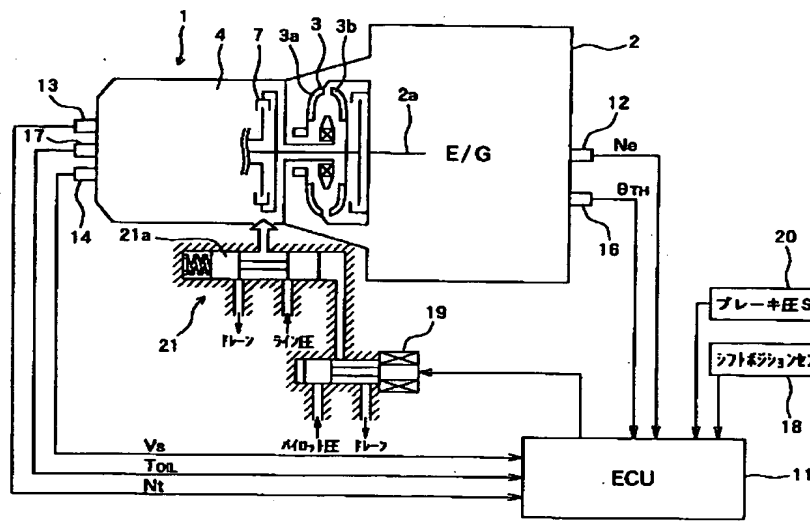 1
4
7
3a
3
3b
2
13
17
14
2a
E/G
12
Ne
θTH
16
21a
21
ドレーン
ライン圧
19
20
ブレーキ圧S
シフトポジションセン
18
パイロット圧
ドレーン
Vs
TOIL
Nt
ECU
11